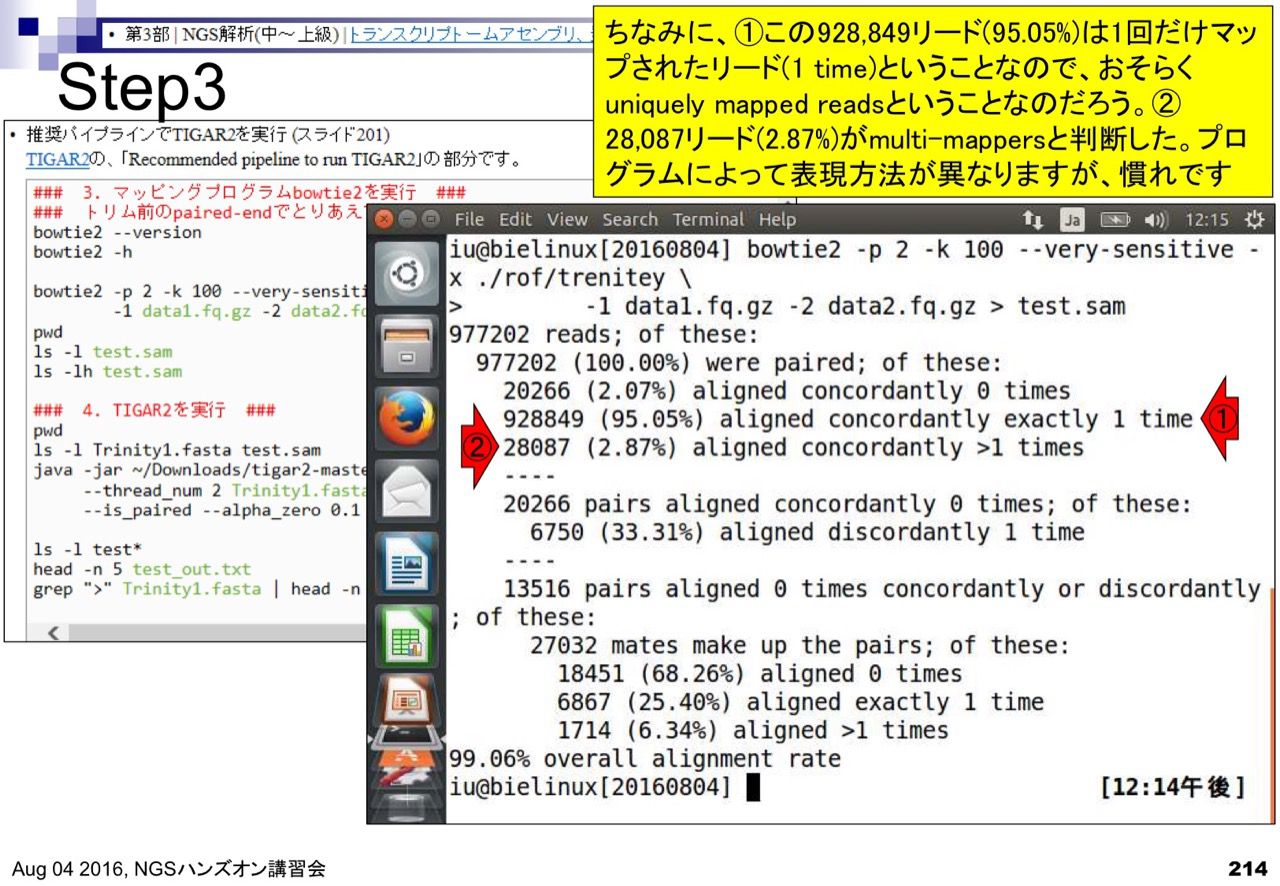 • 第3部 | NGS解析(中～上級) | トランスクリプトームアセンブリ、
Step3
ちなみに、①この928,849リード(95.05%)は1回だけマッ
プされたリード(1 time)ということなので、おそらく
uniquely mapped readsということなのだろう。②
28,087リード(2.87%)がmulti-mappersと判断した。プロ
グラムによって表現方法が異なりますが、慣れです
• 推奨パイプラインでTIGAR2を実行 (スライド201)
TIGAR2の、「Recommended pipeline to run TIGAR2」の部分です。
### 3. マッピングプログラムbowtie2を実行 ###
### トリム前のpaired-endでとりあえ
bowtie2 --version
bowtie2 -h
bowtie2 -p 2 -k 100 --very-sensiti
-1 data1.fq.gz -2 data2.fq
pwd
ls -l test.sam
ls -lh test.sam
### 4. TIGAR2を実行 ###
pwd
ls -l Trinity1.fasta test.sam
java -jar ~/Downloads/tigar2-maste
--thread_num 2 Trinity1.fasta
--is_paired --alpha_zero 0.1
ls -l test*
head -n 5 test_out.txt
grep ">" Trinity1.fasta | head -n
File Edit View Search Terminal Help
Ja
12:15
iu@bielinux[20160804] bowtie2 -p 2 -k 100 --very-sensitive -
x ./rof/trenitey \
> -1 data1.fq.gz -2 data2.fq.gz > test.sam
977202 reads; of these:
977202 (100.00%) were paired; of these:
20266 (2.07%) aligned concordantly 0 times
928849 (95.05%) aligned concordantly exactly 1 time
①
②
28087 (2.87%) aligned concordantly >1 times
----
20266 pairs aligned concordantly 0 times; of these:
6750 (33.31%) aligned discordantly 1 time
----
13516 pairs aligned 0 times concordantly or discordantly
; of these:
27032 mates make up the pairs; of these:
18451 (68.26%) aligned 0 times
6867 (25.40%) aligned exactly 1 time
1714 (6.34%) aligned >1 times
99.06% overall alignment rate
iu@bielinux[20160804]
[12:14午後]
Aug 04 2016, NGSハンズオン講習会
214